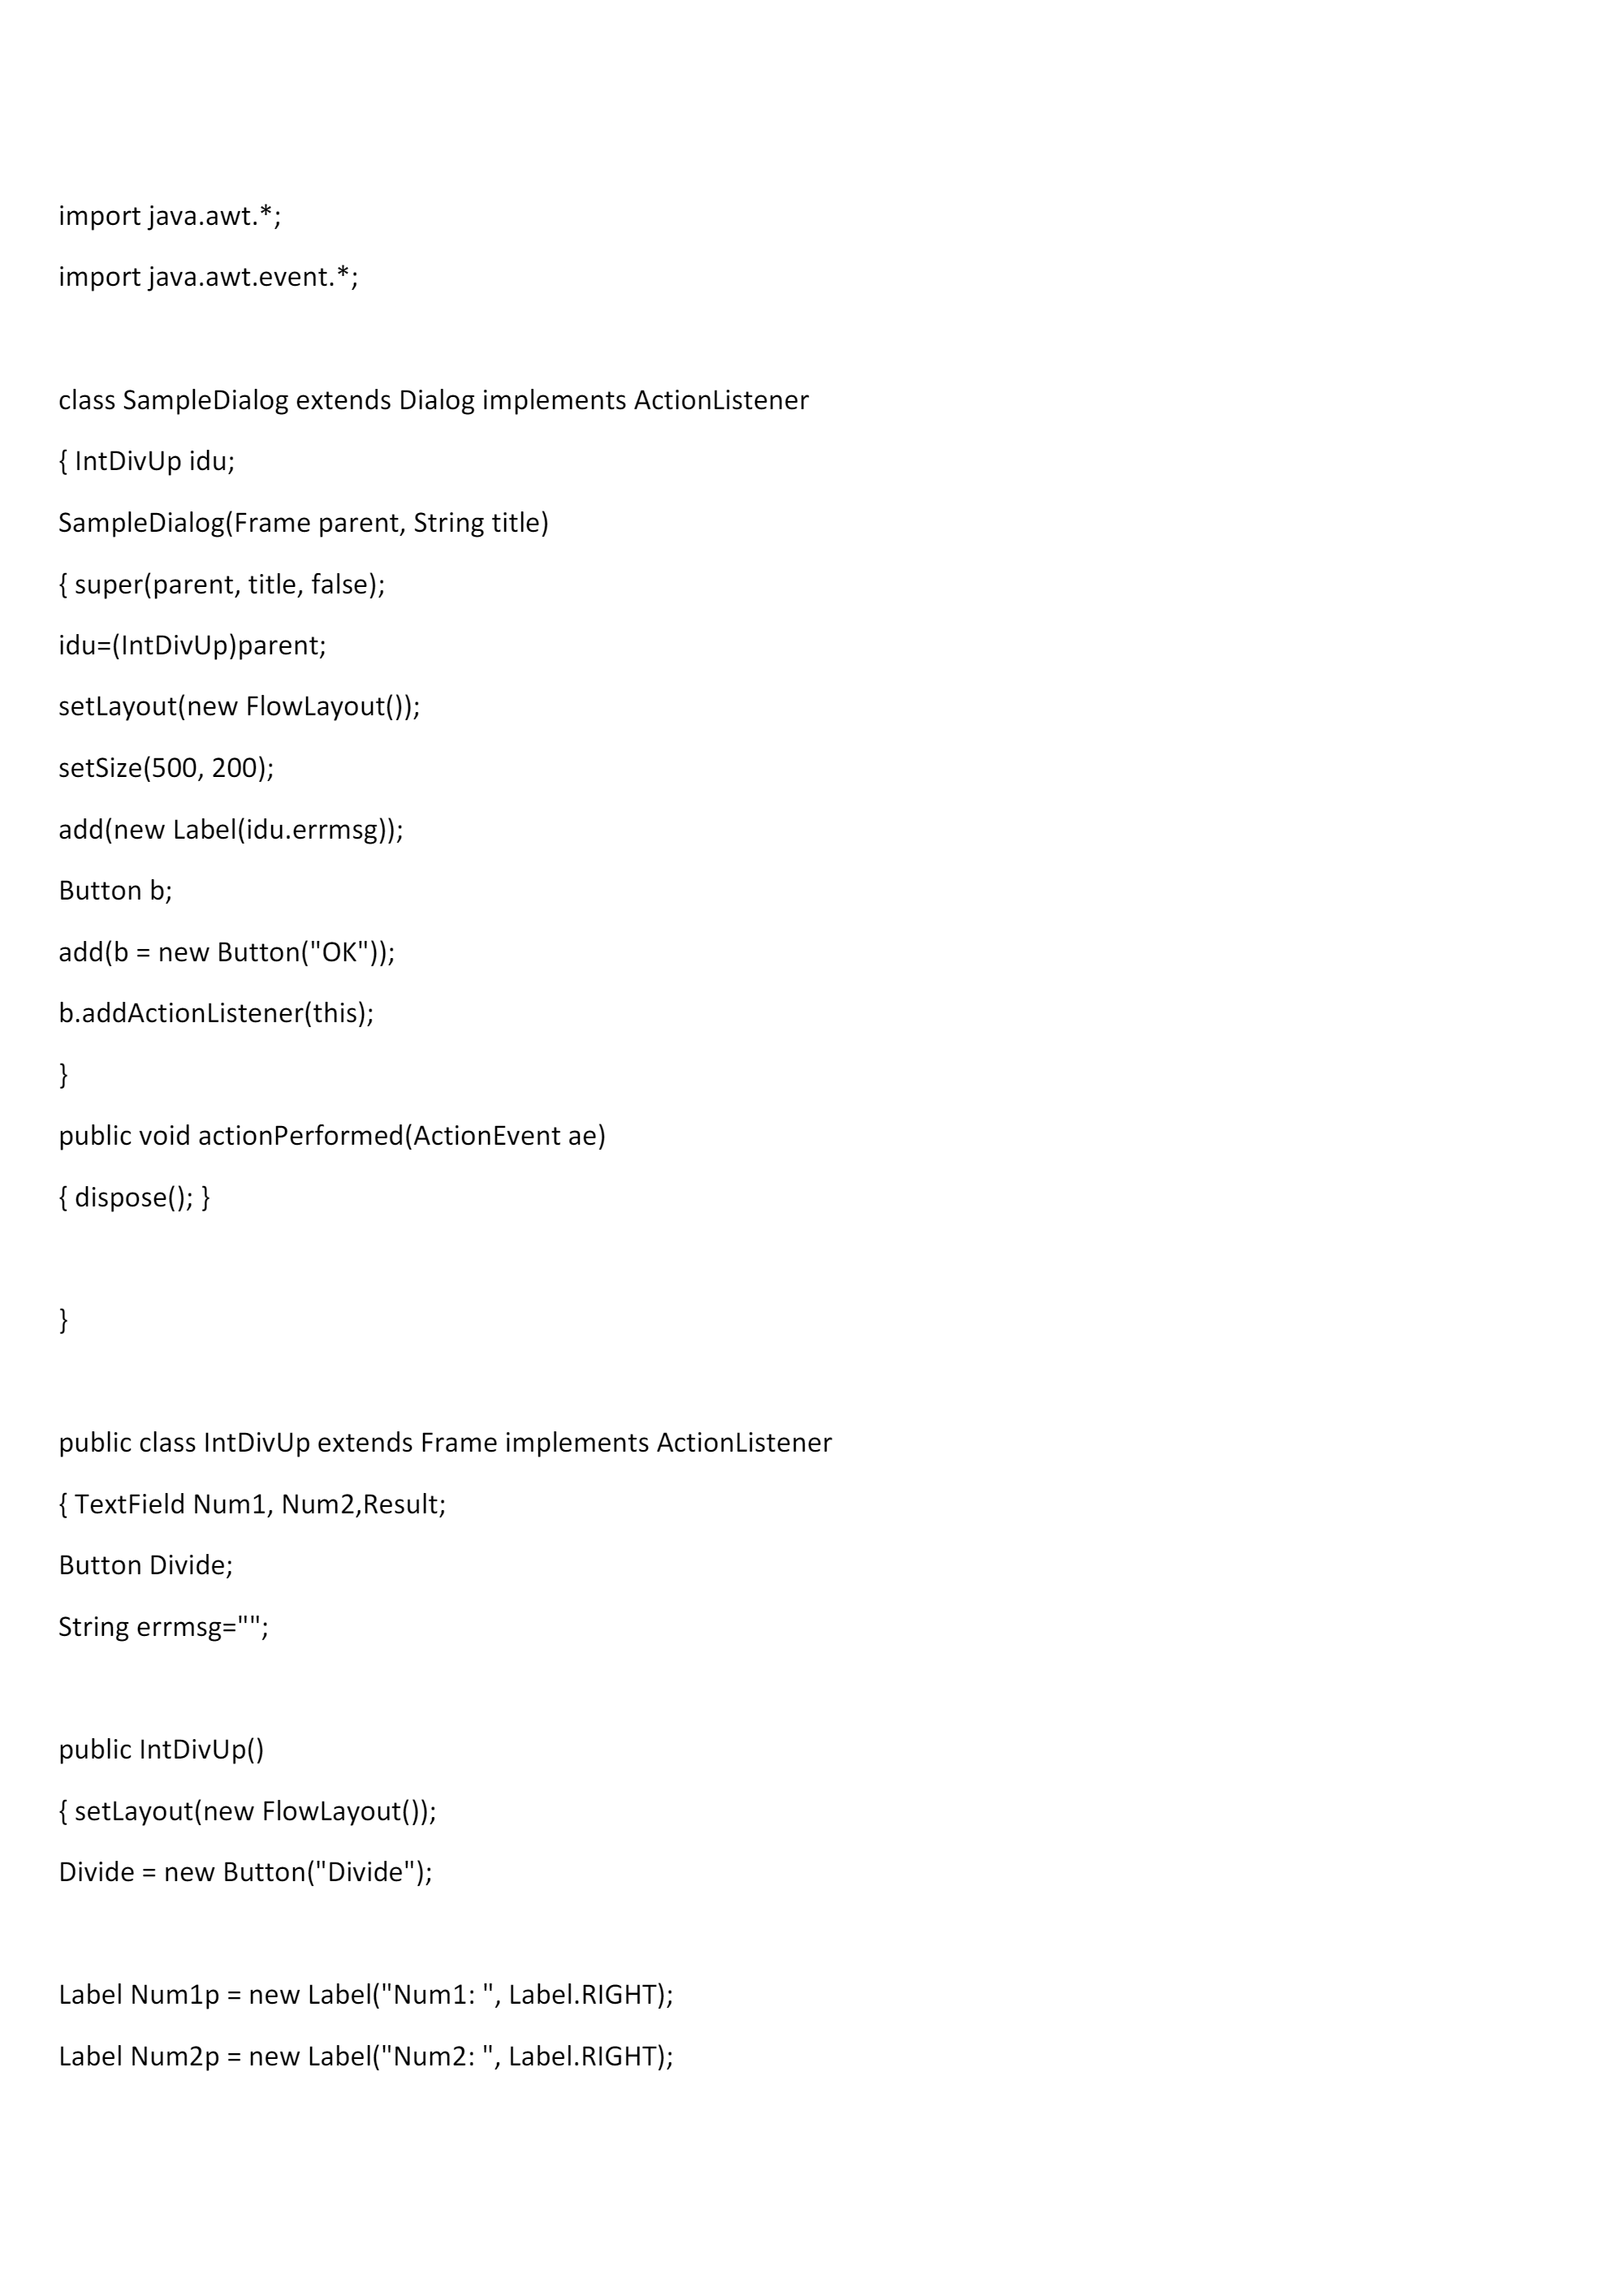 import java.awt.*;
import java.awt.event.*;
class SampleDialog extends Dialog implements ActionListener
{ IntDivUp idu;
SampleDialog(Frame parent, String title)
{ super(parent, title, false);
idu=(IntDivUp)parent;
setLayout(new FlowLayout());
setSize(500, 200);
add(new Label(idu.errmsg));
Button b;
add(b = new Button("OK"));
b.addActionListener(this);
}
public void actionPerformed(ActionEvent ae)
{ dispose(); }
}
public class IntDivUp extends Frame implements ActionListener
{ TextField Num1, Num2,Result;
Button Divide;
String errmsg="";
public IntDivUp()
{ setLayout(new FlowLayout());
Divide = new Button("Divide");
Label Num1p = new Label("Num1: ", Label.RIGHT);
Label Num2p = new Label("Num2: ", Label.RIGHT);